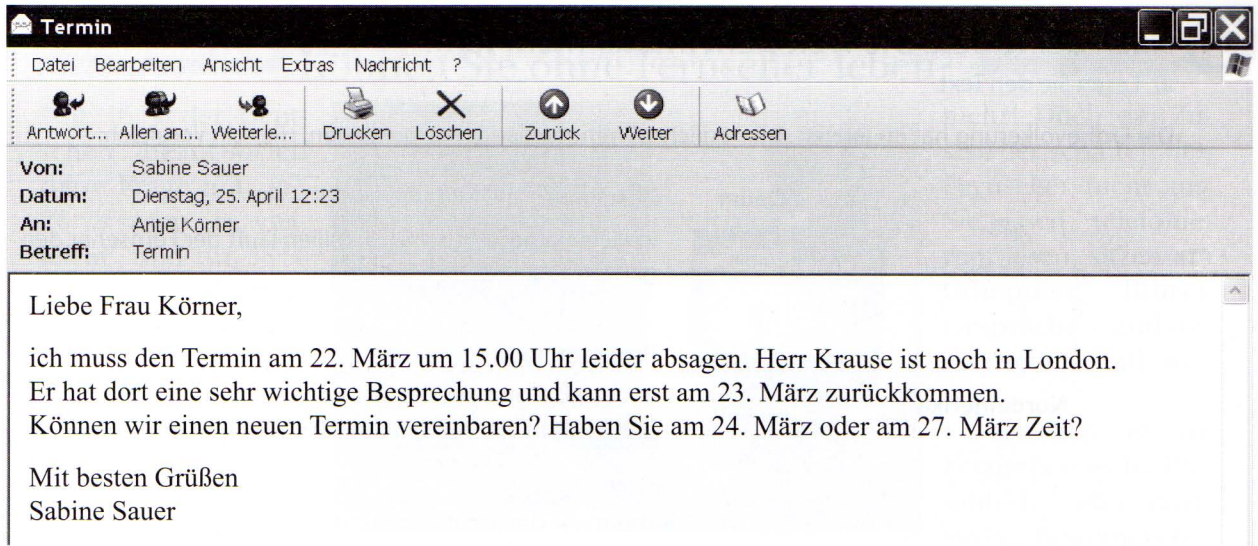 Termin
Datei Bearbeiten Ansicht Extras Nachricht ?
Antwort... Allen an... Weiterle... Drucken Löschen Zurück Weiter Adressen
Von: Sabine Sauer
Datum: Dienstag, 25. April 12:23
An: Antje Körner
Betreff: Termin
Liebe Frau Körner,
ich muss den Termin am 22. März um 15.00 Uhr leider absagen. Herr Krause ist noch in London.
Er hat dort eine sehr wichtige Besprechung und kann erst am 23. März zurückkommen.
Können wir einen neuen Termin vereinbaren? Haben Sie am 24. März oder am 27. März Zeit?
Mit besten Grüßen
Sabine Sauer